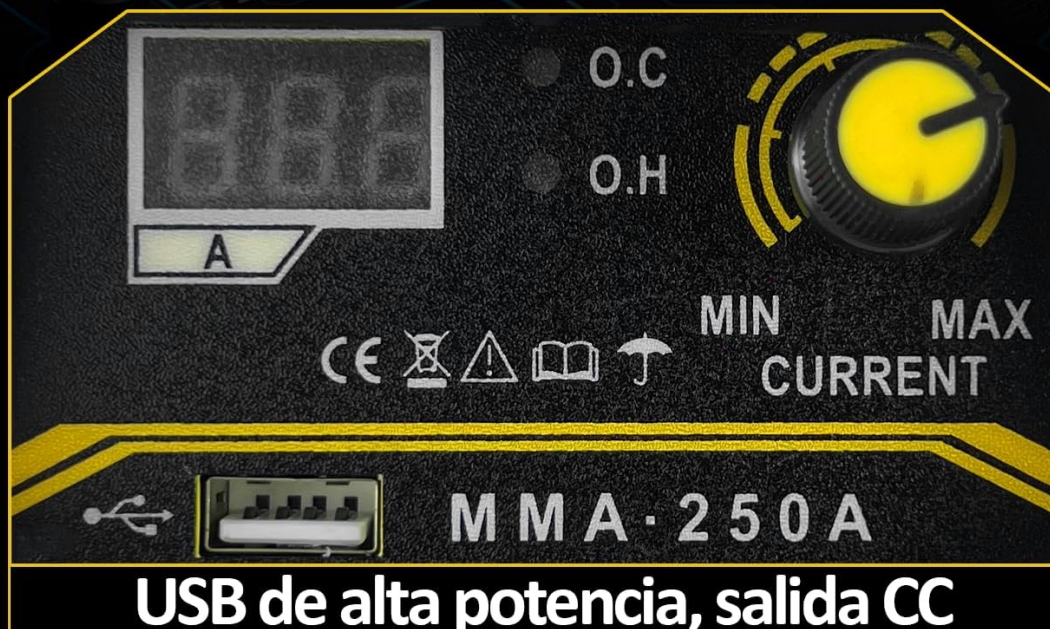 O.C
O.H
A
MIN
MAX
CURRENT
CE
MMA·250A
USB de alta potencia, salida CC